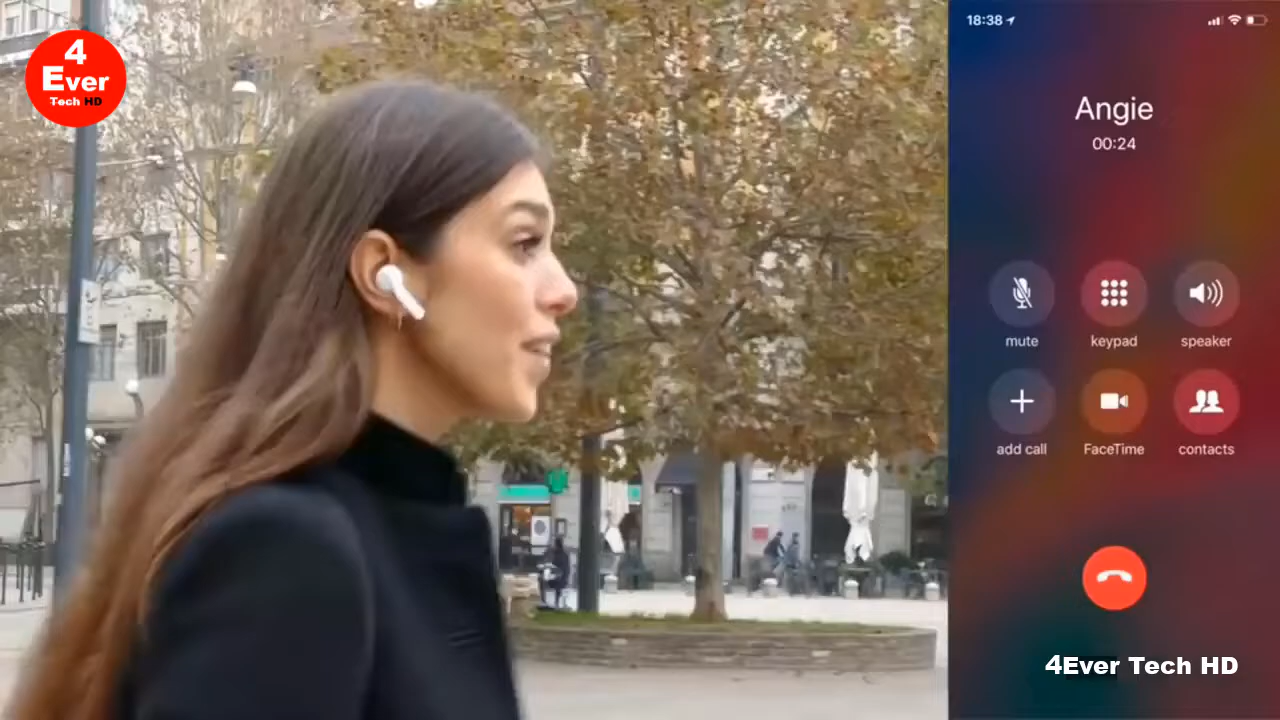 4
Ever
Tech HD
18:38
Angie
00:24
mute
keypad
speaker
add call
FaceTime
contacts
4Ever Tech HD